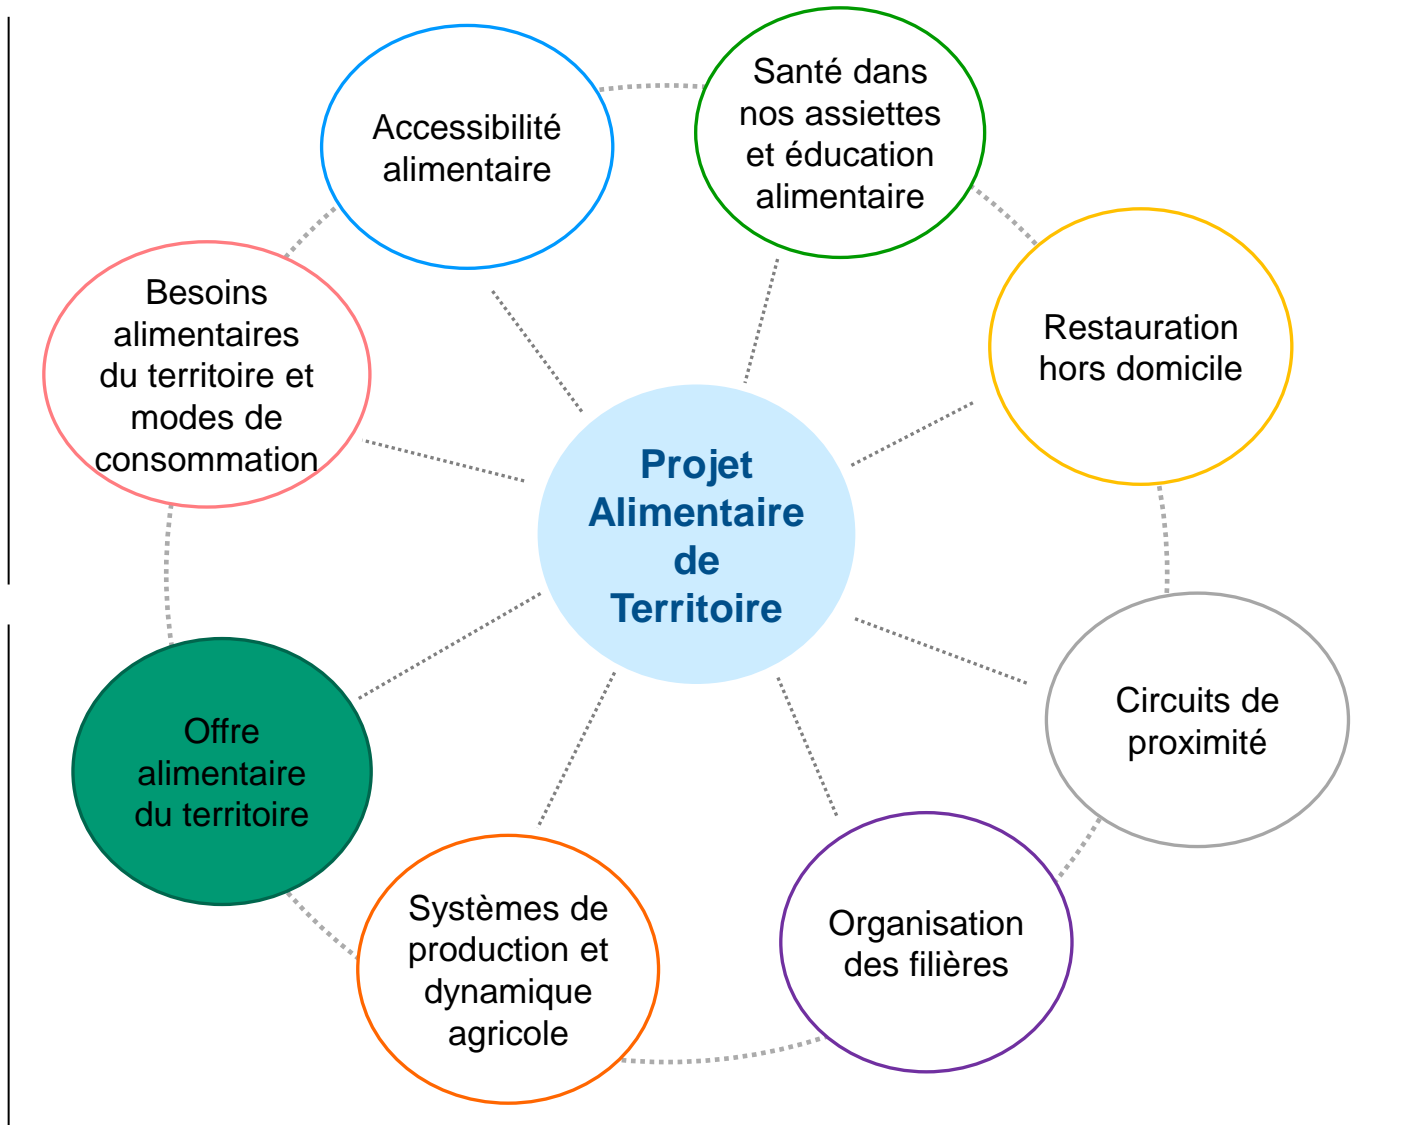 Santé dans
nos assiettes
et éducation
alimentaire
Accessibilité
alimentaire
Restauration
hors domicile
Besoins
alimentaires
du territoire et
modes de
consommation
Projet
Alimentaire
de
Territoire
Circuits de
proximité
Offre
alimentaire
du territoire
Systèmes de
production et
dynamique
agricole
Organisation
des filières